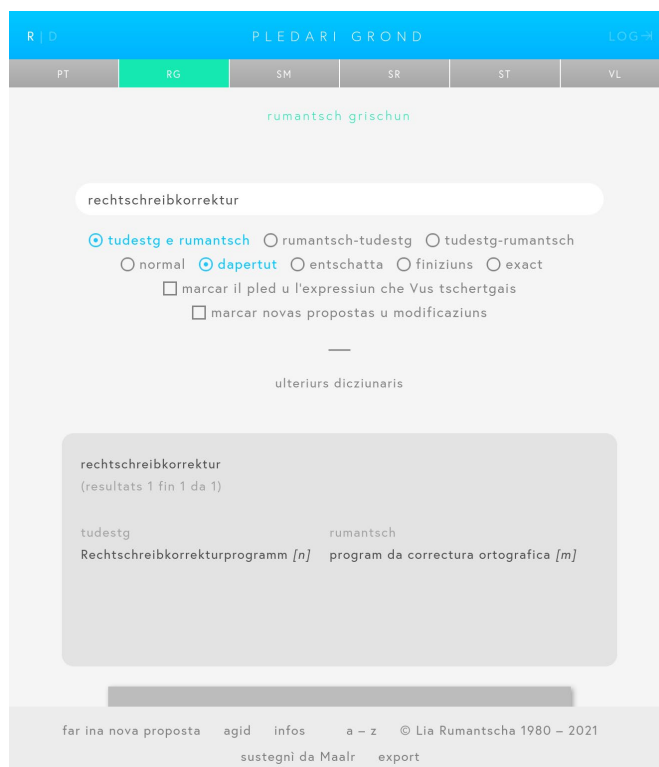 R | D PLEDARI GROND LOG
PT RG SM SR ST VL
rumantsch grischun
rechtschreibkorrektur
tudestg e rumantsch rumantsch-tudestg tudestg-rumantsch
normal dapertut entschatta finiziuns exact
marcar il pled u l'expressiun che Vus tschertgais
marcar novas propostas u modificaziuns
ulteriurs dicziunaris
rechtschreibkorrektur
(resultats 1 fin 1 da 1)
tudestg rumantsch
Rechtschreibkorrekturprogramm [n] program da correctura ortografica [m]
far ina nova proposta agid infos a – z © Lia Rumantscha 1980 – 2021
sustegnì da Maalr export